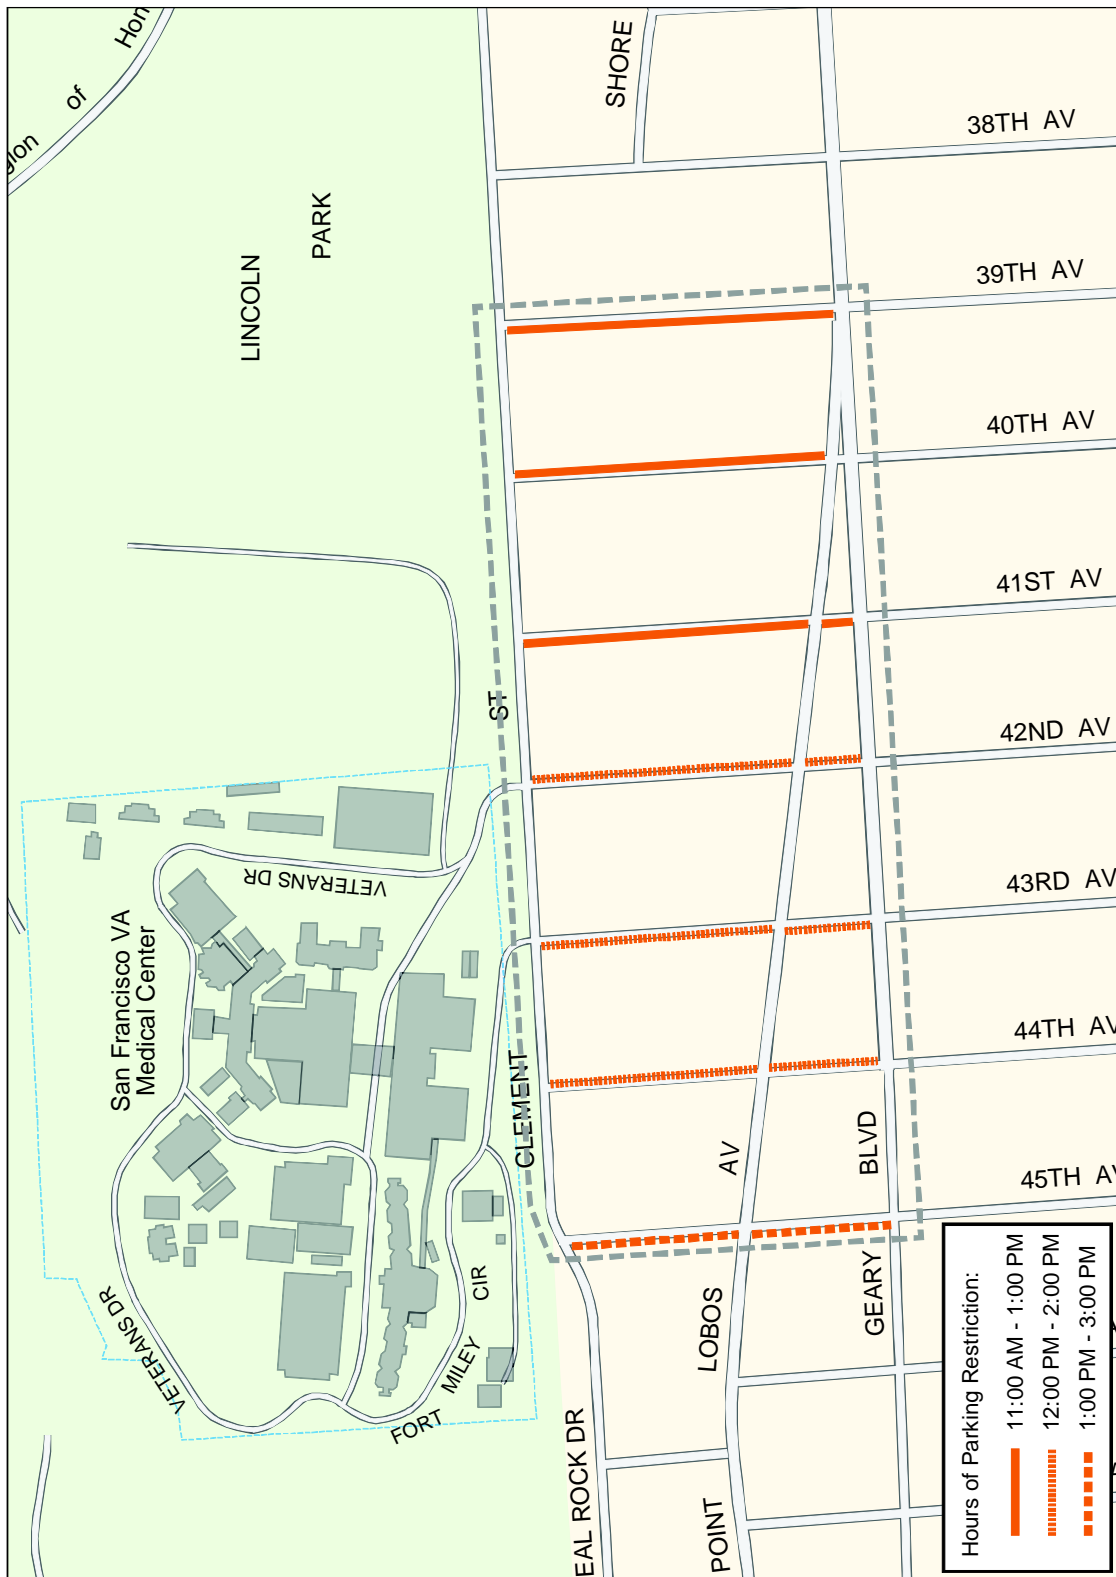 of
Hon
SHORE
38TH AV
LINCOLN
PARK
39TH AV
40TH AV
41ST AV
ST
42ND AV
VETERANS DR
43RD AV
San Francisco VA
Medical Center
CLEMENT
44TH AV
AV
BLVD
45TH AV
VETERANS DR
FORT
MILEY
CIR
LOBOS
GEARY
EAL ROCK DR
POINT
Hours of Parking Restriction:
11:00 AM - 1:00 PM
12:00 PM - 2:00 PM
1:00 PM - 3:00 PM